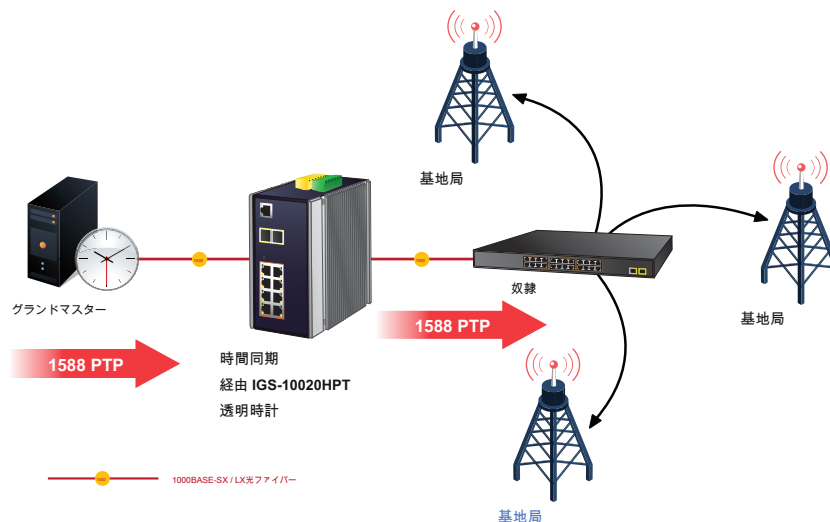 基地局
グランドマスター
奴隷
基地局
1588 PTP
1588 PTP
時間同期
経由 IGS-10020HPT
透明時計
1000BASE-SX / LX光ファイバー
基地局